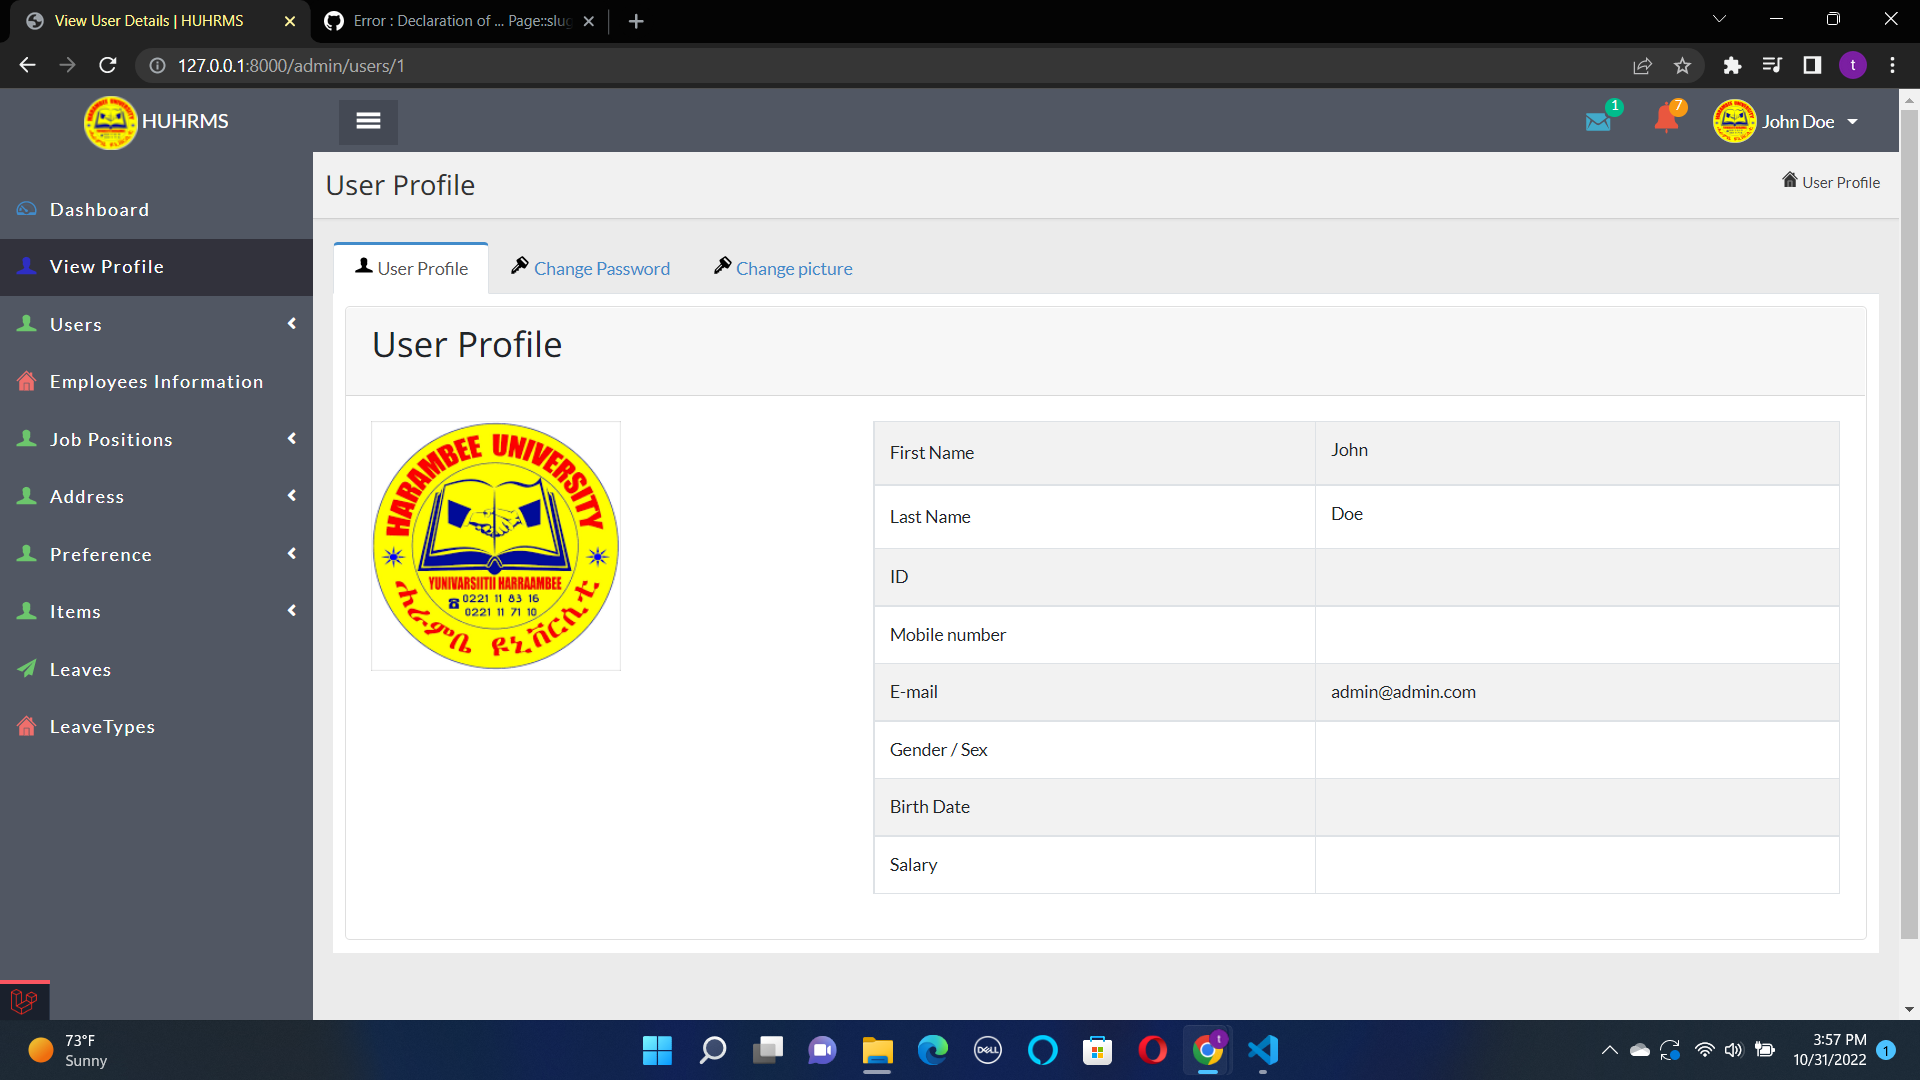 View User Details | HUHRMS
Error : Declaration of ... Page::slug
127.0.0.1:8000/admin/users/1
t
HUHRMS
1
7
John Doe
User Profile
User Profile
Dashboard
View Profile
Users
Employees Information
Job Positions
Address
Preference
Items
Leaves
LeaveTypes
User Profile
Change Password
Change picture
User Profile
HARAMBEE UNIVERSITY
YUNIVARSIITII HARRAAMBEE
☎ 0221 11 83 16
0221 11 71 10
ሐራምቤ ዩኒቨርሲቲ
First Name
John
Last Name
Doe
ID
Mobile number
E-mail
admin@admin.com
Gender / Sex
Birth Date
Salary
73°F
Sunny
DELL
t
3:57 PM
10/31/2022
1